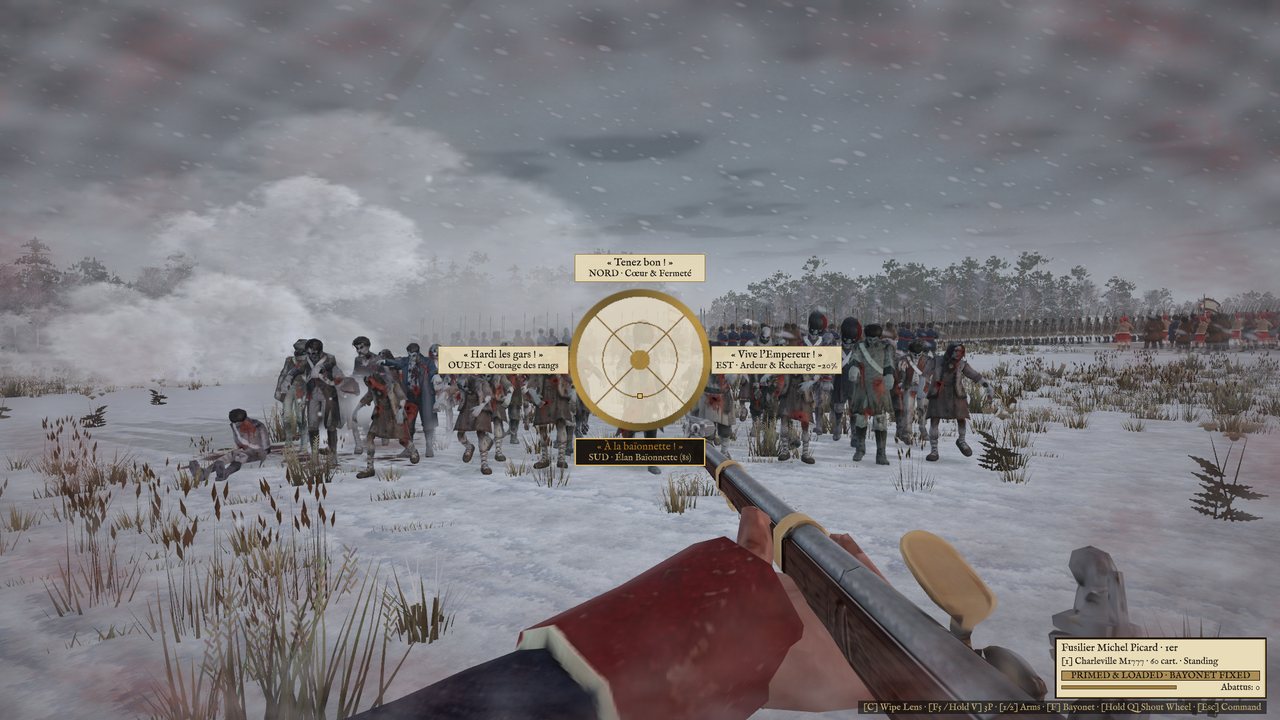 « Tenez bon ! »
NORD · Cœur & Fermeté
« Hardi les gars ! »
OUEST · Courage des rangs
« Vive l'Empereur ! »
EST · Ardeur & Recharge -20%
« À la baïonnette ! »
SUD · Élan Baïonnette (8s)
Fusilier Michel Picard · 1er
[1] Charleville M1777 · 60 cart. · Standing
PRIMED & LOADED · BAYONET FIXED
Abattus: 0
[C] Wipe Lens · [F5 / Hold V] 3P · [1/2] Arms · [F] Bayonet · [Hold Q] Shout Wheel · [Esc] Command